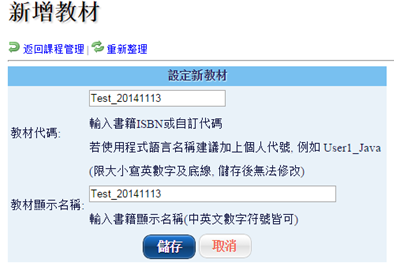 新增教材
返回課程管理 | 重新整理
設定新教材
教材代碼:
Test_20141113
輸入書籍ISBN或自訂代碼
若使用程式語言名稱建議加上個人代號, 例如 User1_Java
(限大小寫英數字及底線, 儲存後無法修改)
教材顯示名稱:
Test_20141113
輸入書籍顯示名稱(中英文數字符號皆可)
儲存 取消